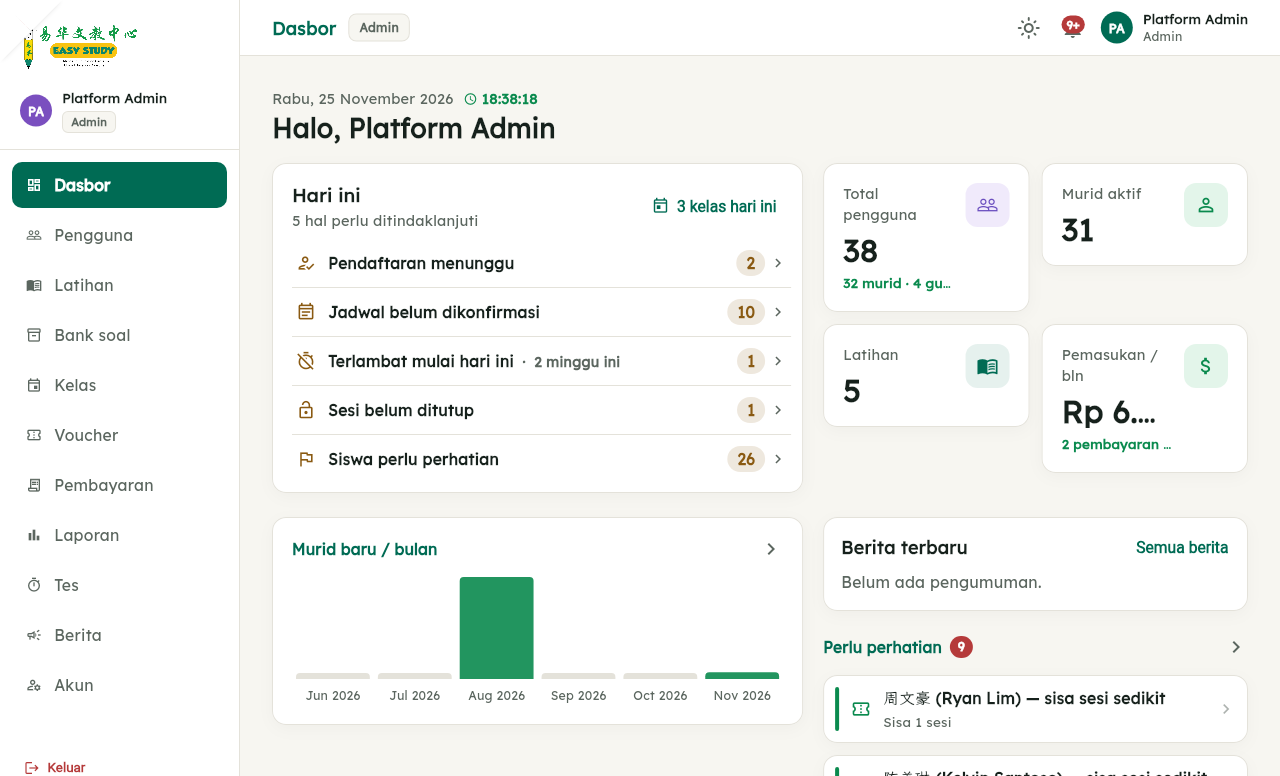 易华文教中心
EASY STUDY
Platform Admin
PA
Admin
Dasbor
Pengguna
Latihan
Bank soal
Kelas
Voucher
Pembayaran
Laporan
Tes
Berita
Akun
Keluar
Dasbor
Admin
9+
PA
Platform Admin
Admin
Rabu, 25 November 2026
18:38:18
Halo, Platform Admin
Hari ini
5 hal perlu ditindaklanjuti
3 kelas hari ini
Pendaftaran menunggu
2
Jadwal belum dikonfirmasi
10
Terlambat mulai hari ini · 2 minggu ini
1
Sesi belum ditutup
1
Siswa perlu perhatian
26
Total
pengguna
38
32 murid · 4 gu...
Murid aktif
31
Latihan
5
Pemasukan /
bln
Rp 6....
2 pembayaran ...
Murid baru / bulan
Jun 2026
Jul 2026
Aug 2026
Sep 2026
Oct 2026
Nov 2026
Berita terbaru
Semua berita
Belum ada pengumuman.
Perlu perhatian
9
周文豪 (Ryan Lim) — sisa sesi sedikit
Sisa 1 sesi